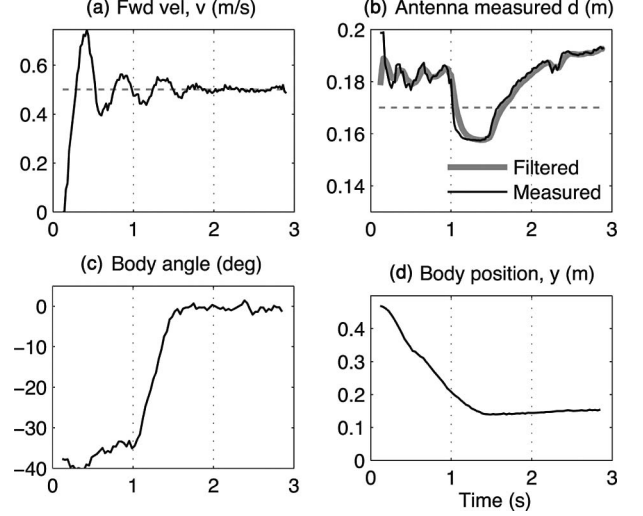 (a) Fwd vel, v (m/s)
0.6
0.4
0.2
0
0 1 2 3
(b) Antenna measured d (m)
0.2
0.18
0.16
0.14
0 1 2 3
Filtered
Measured
(c) Body angle (deg)
0
−10
−20
−30
−40
0 1 2 3
(d) Body position, y (m)
0.4
0.3
0.2
0.1
0
0 1 2 3
Time (s)